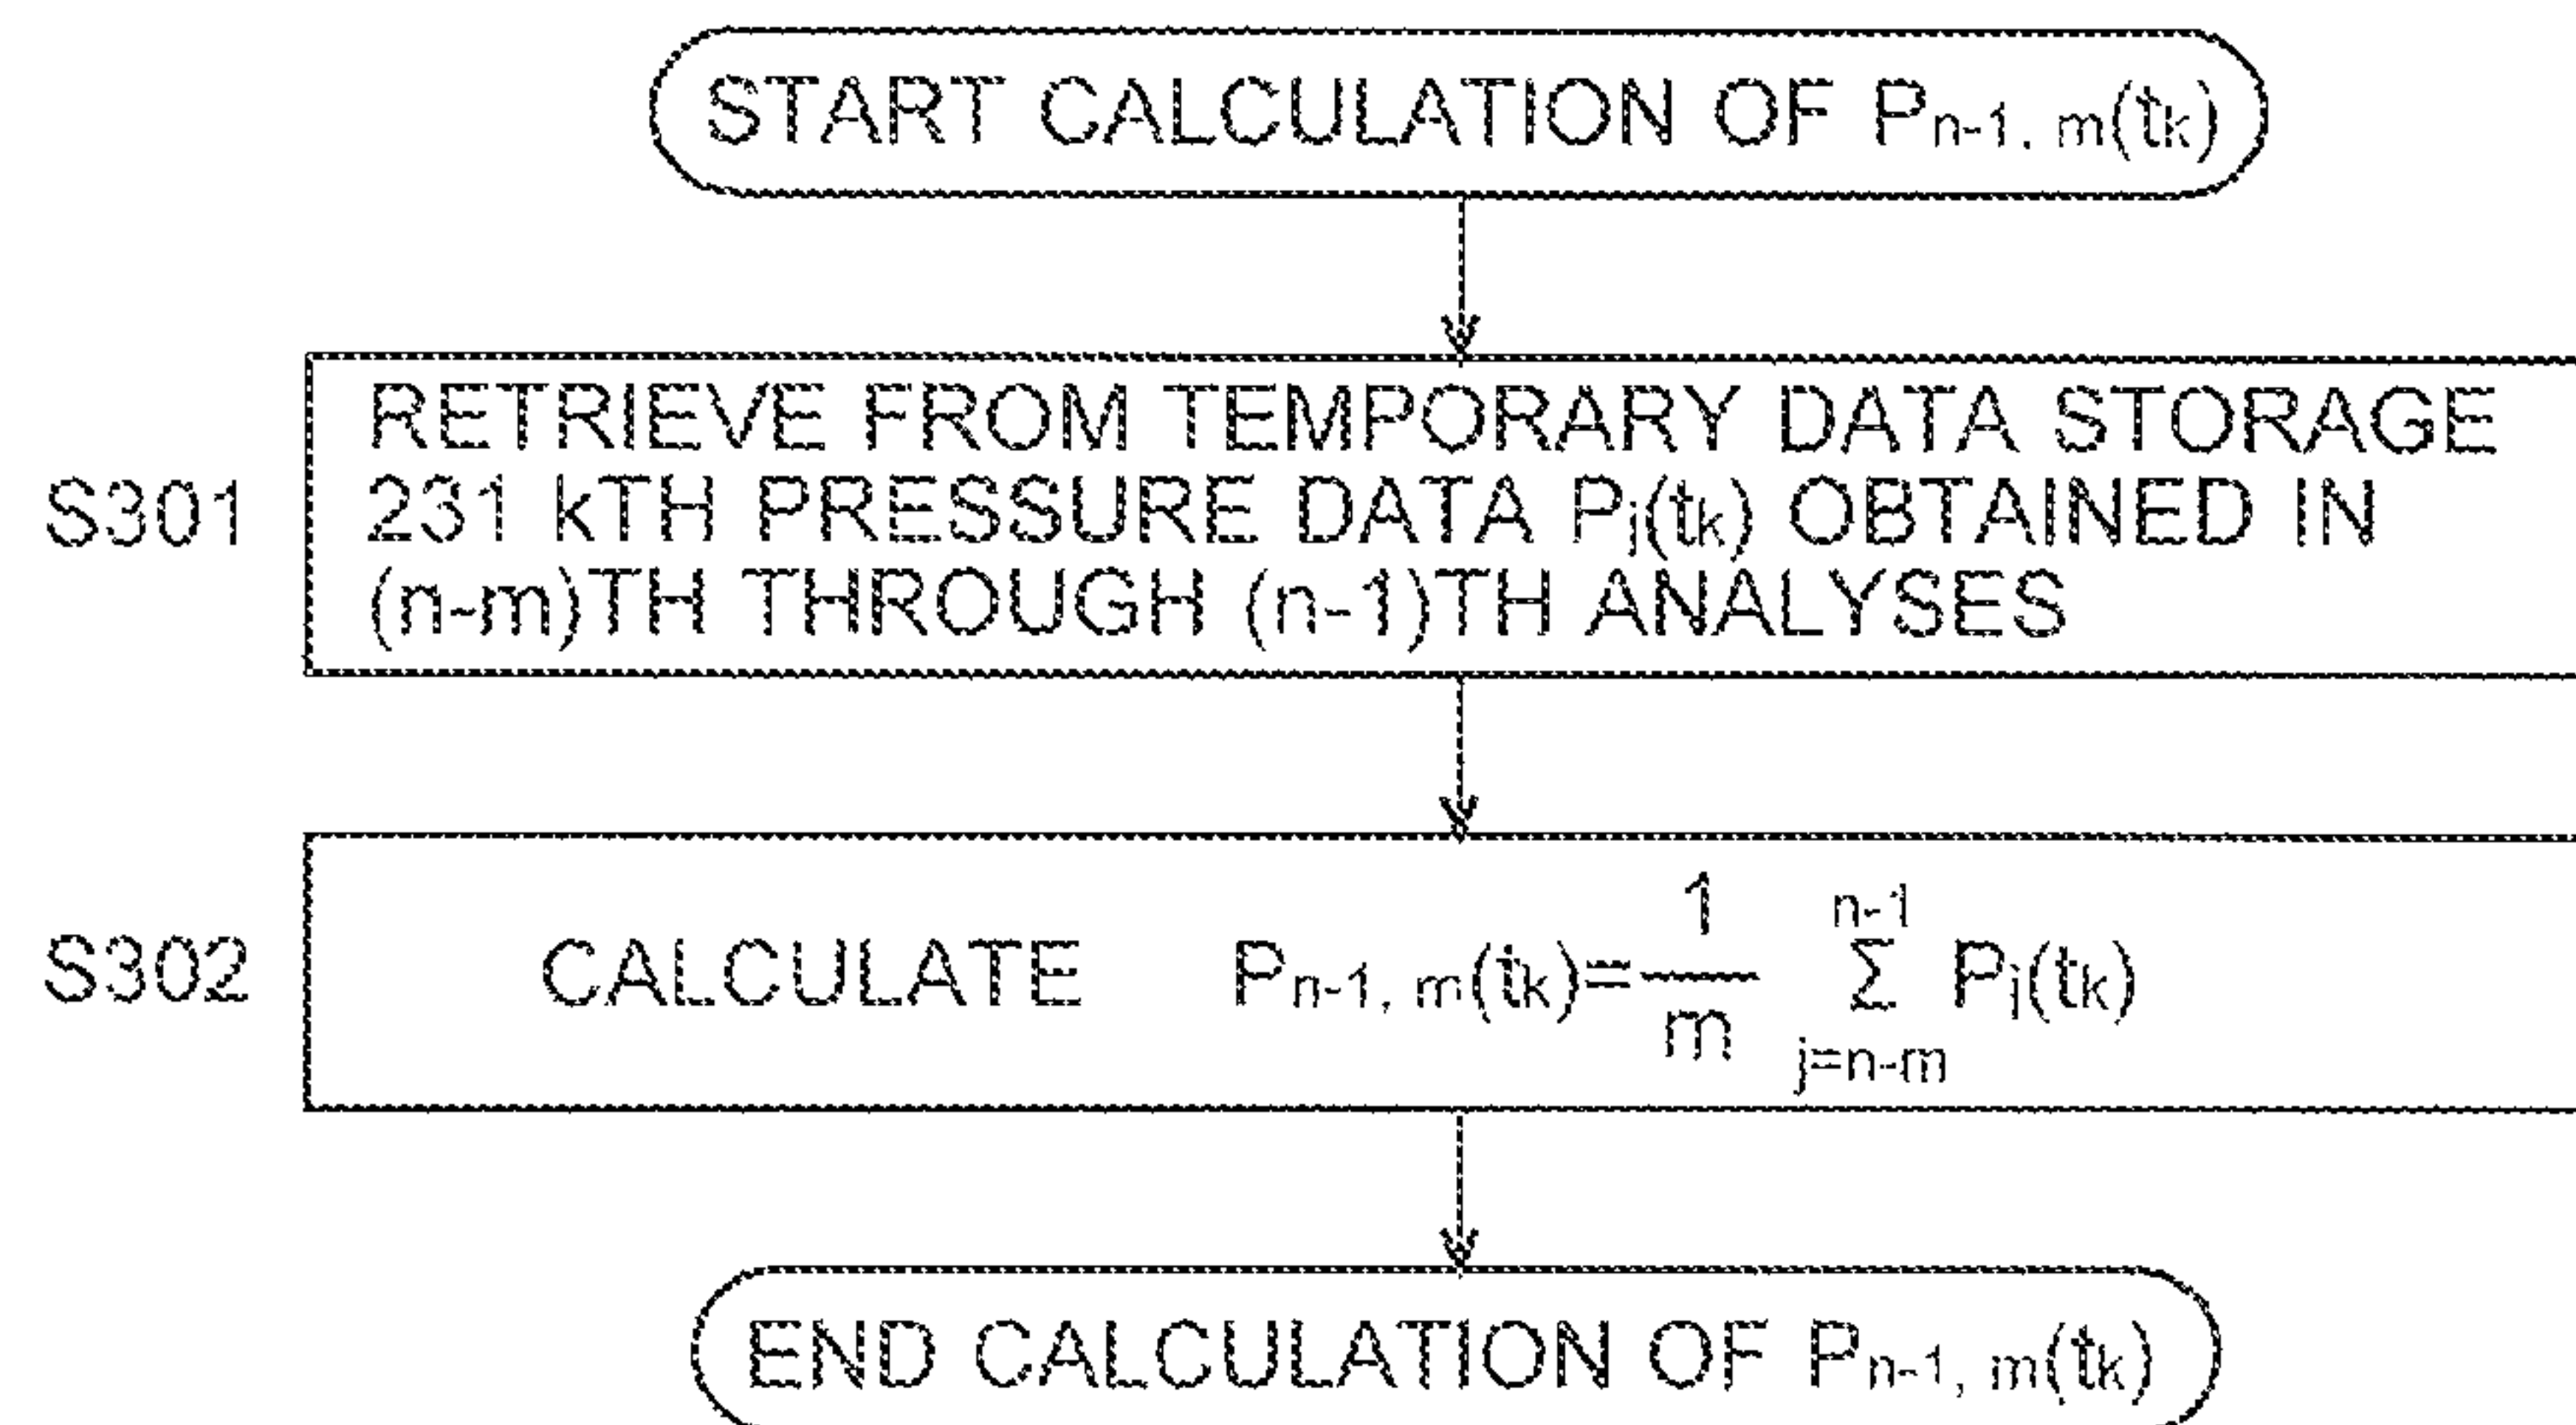 START CALCULATION OF Pn-1, m(tk)
S301
RETRIEVE FROM TEMPORARY DATA STORAGE
231 kTH PRESSURE DATA Pj(tk) OBTAINED IN
(n-m)TH THROUGH (n-1)TH ANALYSES
S302
CALCULATE Pn-1, m(tk)=1/m n-1Σj=n-m Pj(tk)
END CALCULATION OF Pn-1, m(tk)